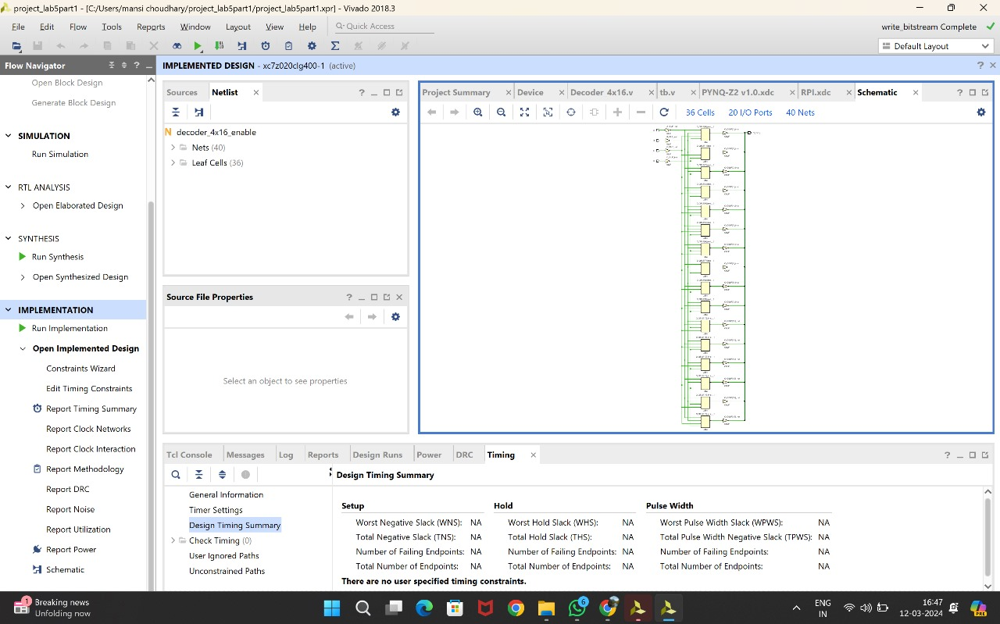 project_lab5part1 - [C:/Users/mansi choudhary/project_lab5part1/project_lab5part1.xpr] - Vivado 2018.3
File Edit Flow Tools Reports Window Layout View Help Quick Access
write_bitstream Complete
Default Layout
Flow Navigator
IMPLEMENTED DESIGN - xc7z020clg400-1 (active)
Open Block Design
Generate Block Design
SIMULATION
Run Simulation
RTL ANALYSIS
Open Elaborated Design
SYNTHESIS
Run Synthesis
Open Synthesized Design
IMPLEMENTATION
Run Implementation
Open Implemented Design
Constraints Wizard
Edit Timing Constraints
Report Timing Summary
Report Clock Networks
Report Clock Interaction
Report Methodology
Report DRC
Report Noise
Report Utilization
Report Power
Schematic
Sources Netlist
N decoder_4x16_enable
Nets (40)
Leaf Cells (36)
Source File Properties
Select an object to see properties
Project Summary Device Decoder_4x16.v tb.v PYNQ-Z2 v1.0.xdc RPI.xdc Schematic
36 Cells 20 I/O Ports 40 Nets
Tcl Console Messages Log Reports Design Runs Power DRC Timing
Design Timing Summary
General Information
Timer Settings
Design Timing Summary
Check Timing (0)
User Ignored Paths
Unconstrained Paths
Setup Hold Pulse Width
Worst Negative Slack (WNS): NA Worst Hold Slack (WHS): NA Worst Pulse Width Slack (WPWS): NA
Total Negative Slack (TNS): NA Total Hold Slack (THS): NA Total Pulse Width Negative Slack (TPWS): NA
Number of Failing Endpoints: NA Number of Failing Endpoints: NA Number of Failing Endpoints: NA
Total Number of Endpoints: NA Total Number of Endpoints: NA Total Number of Endpoints: NA
There are no user specified timing constraints.
1
Breaking news
Unfolding now
6
ENG
IN
16:47
12-03-2024
PRE